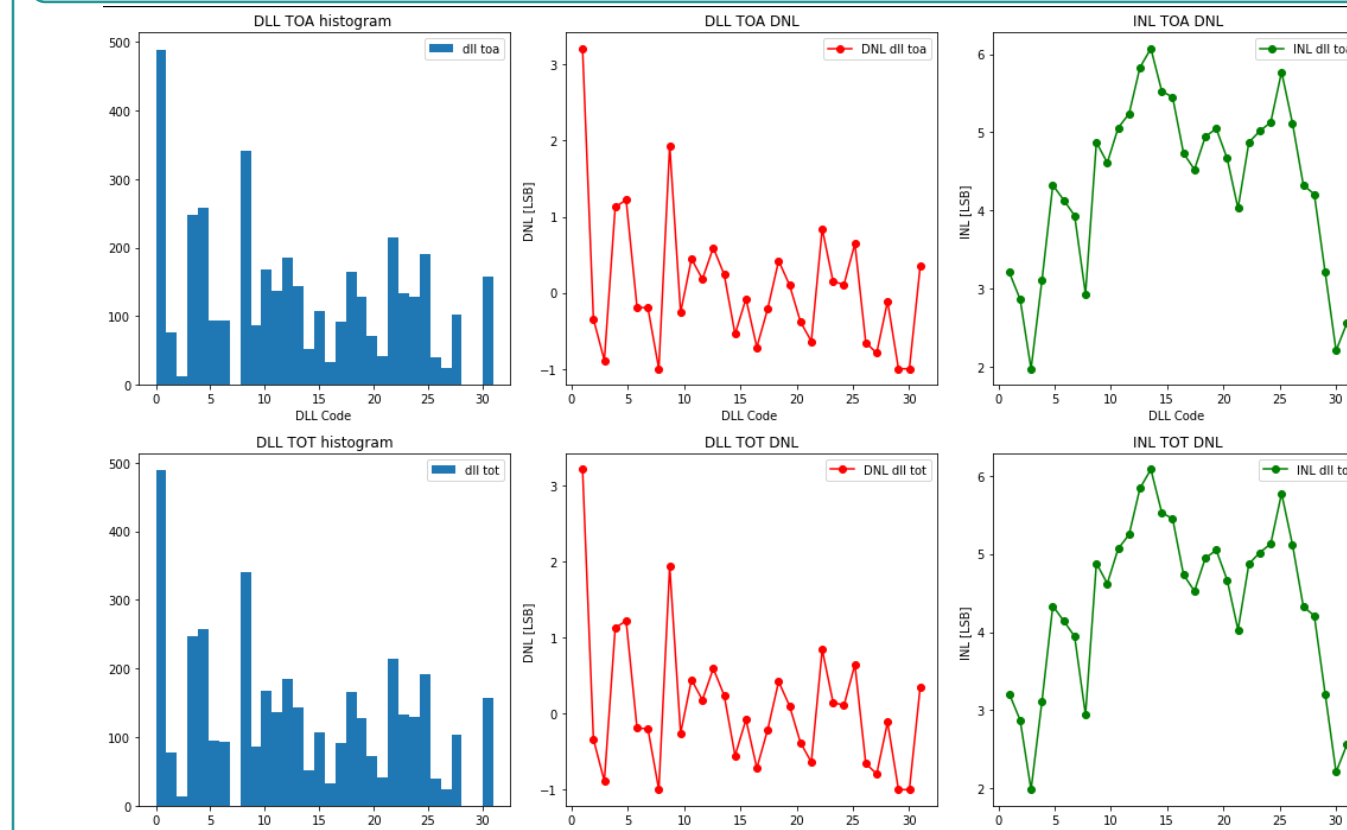 DLL TOA histogram
dll toa
500
400
300
200
100
0
0 5 10 15 20 25 30
DLL Code
DLL TOA DNL
DNL dll toa
DNL [LSB]
3
2
1
0
−1
0 5 10 15 20 25 30
DLL Code
INL TOA DNL
INL dll toa
INL [LSB]
6
5
4
3
2
0 5 10 15 20 25 30
DLL Code
DLL TOT histogram
dll tot
500
400
300
200
100
0
0 5 10 15 20 25 30
DLL TOT DNL
DNL dll tot
DNL [LSB]
3
2
1
0
−1
0 5 10 15 20 25 30
INL TOT DNL
INL dll to
INL [LSB]
6
5
4
3
2
0 5 10 15 20 25 30